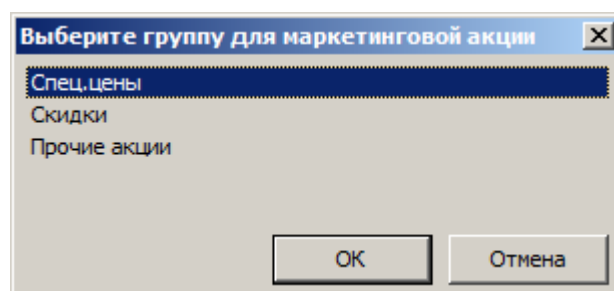 Выберите группу для маркетинговой акции
Спец.цены
Скидки
Прочие акции
ОК
Отмена